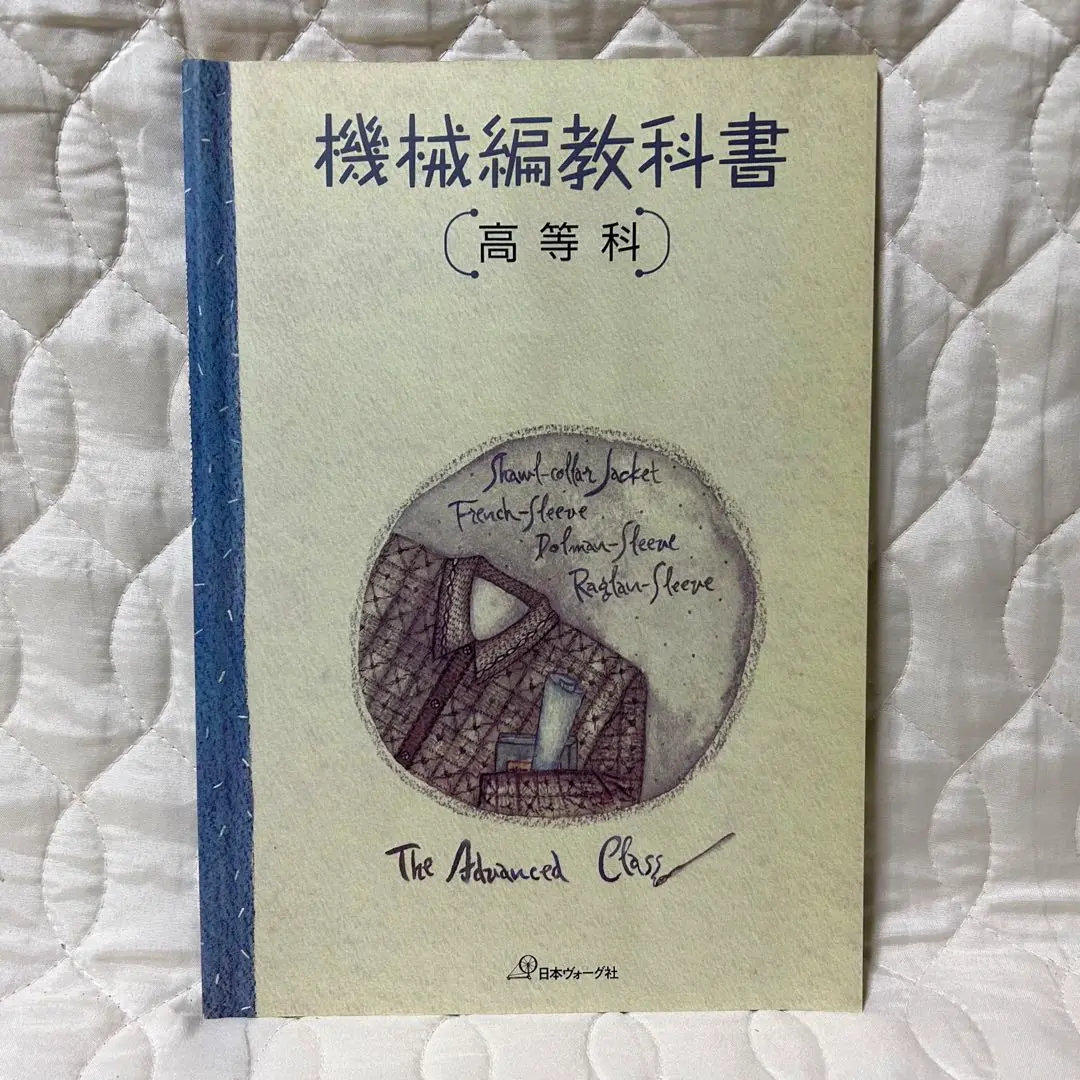 機械編教科書
高等科
Shawl-collar Jacket
French-Sleeve
Dolman-Sleeve
Raglan-Sleeve
The Advanced Class
日本ヴォーグ社